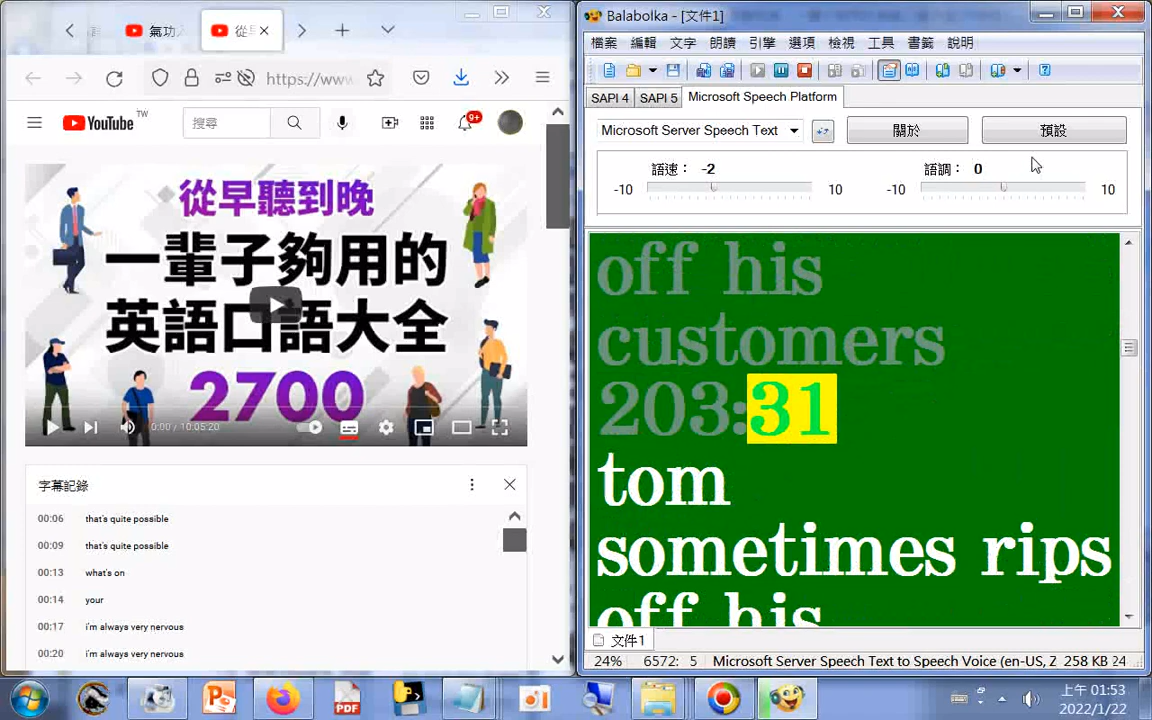 氣功
從早
https://www
YouTube TW
搜尋
9+
從早聽到晚
一輩子夠用的
英語口語大全
2700
0:00 / 10:05:20
字幕記錄
00:06 that's quite possible
00:09 that's quite possible
00:13 what's on
00:14 your
00:17 i'm always very nervous
00:20 i'm always very nervous
Balabolka - [文件1]
檔案 編輯 文字 朗讀 引擎 選項 檢視 工具 書籤 說明
SAPI 4 SAPI 5 Microsoft Speech Platform
Microsoft Server Speech Text 關於 預設
語速： -2 語調： 0
-10 10 -10 10
off his
customers
203:31
tom
sometimes rips
off his
文件1
24% 6572: 5 Microsoft Server Speech Text to Speech Voice (en-US, Z 258 KB 24
PDF
上午 01:53
2022/1/22